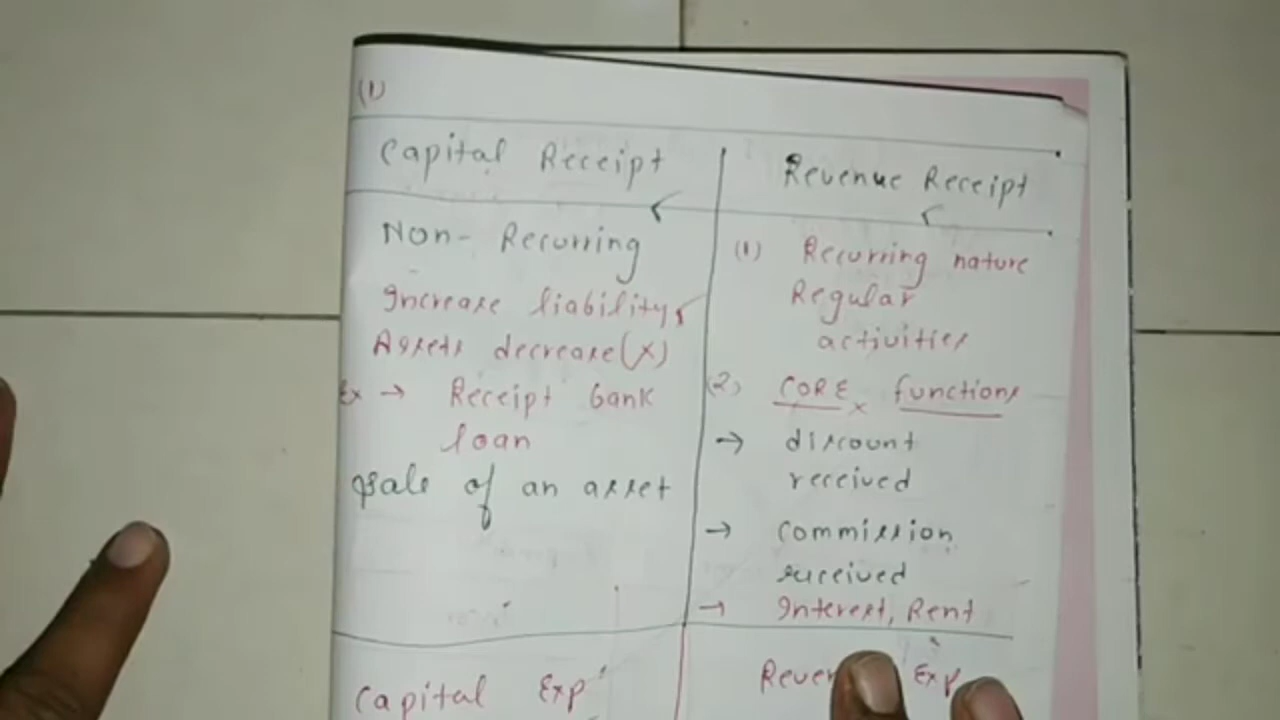 (1)
Capital Receipt
Non-Recurring
Increase liability
Assets decrease (x)
Ex → Receipt bank
loan
sale of an asset
Revenue Receipt
(1) Recurring nature
Regular
activities
(2) CORE functions
→ discount
received
→ commission
received
→ Interest, Rent
Capital Exp
Exp